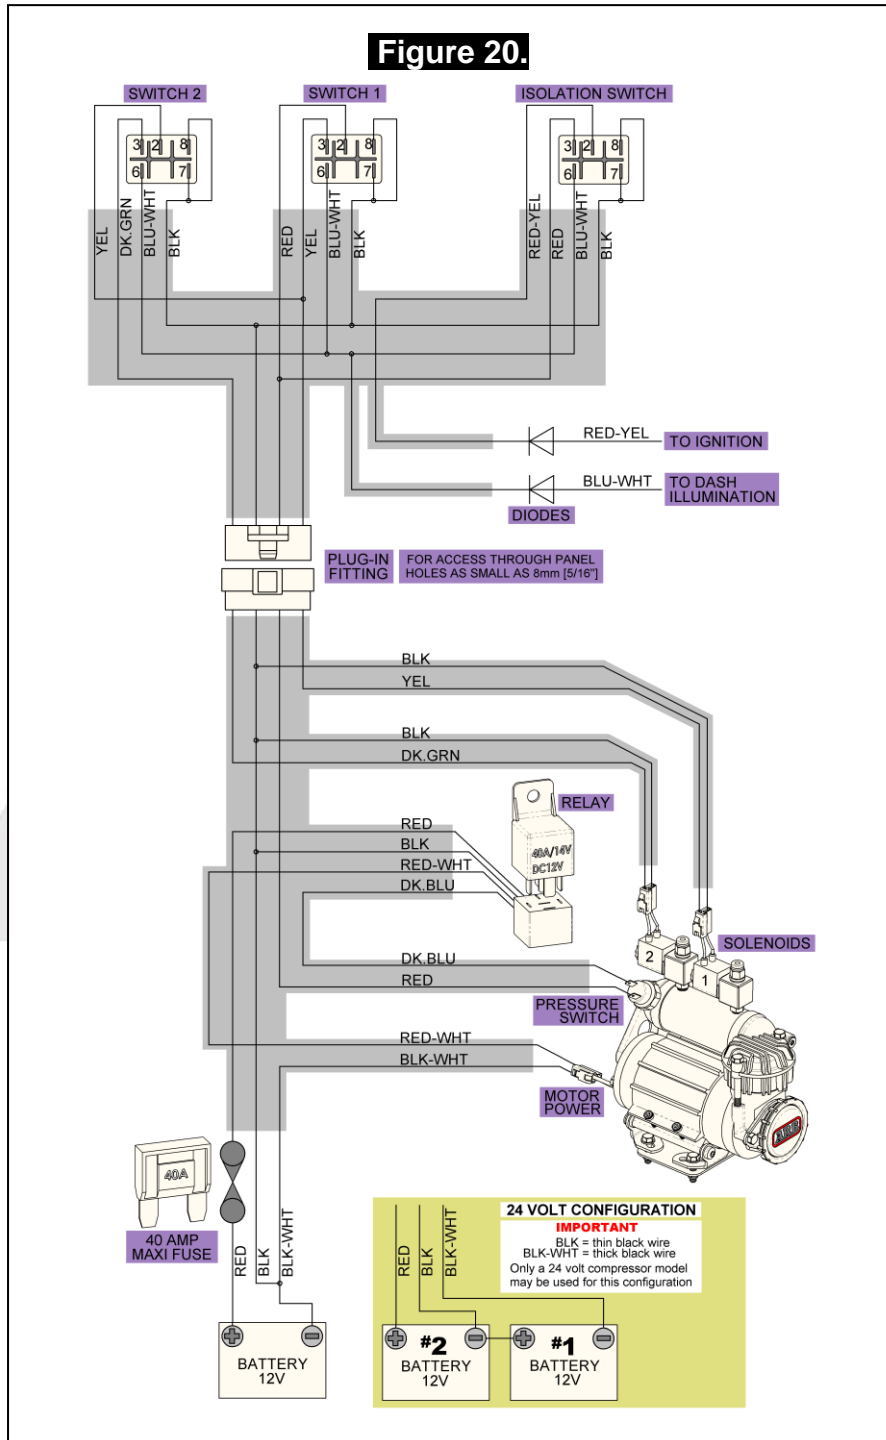 Figure 20.
SWITCH 2
SWITCH 1
ISOLATION SWITCH
3 2 8
6 7
3 2 8
6 7
3 2 8
6 7
YEL
DK.GRN
BLU-WHT
BLK
RED
YEL
BLU-WHT
BLK
RED-YEL
RED
BLU-WHT
BLK
RED-YEL
TO IGNITION
BLU-WHT
TO DASH
ILLUMINATION
DIODES
PLUG-IN
FITTING
FOR ACCESS THROUGH PANEL
HOLES AS SMALL AS 8mm [5/16"]
BLK
YEL
BLK
DK.GRN
RELAY
40A/14V
DC12V
RED
BLK
RED-WHT
DK.BLU
SOLENOIDS
2
1
DK.BLU
RED
PRESSURE
SWITCH
RED-WHT
BLK-WHT
MOTOR
POWER
ARB
40A
40 AMP
MAXI FUSE
RED
BLK
BLK-WHT
BATTERY
12V
24 VOLT CONFIGURATION
IMPORTANT
BLK = thin black wire
BLK-WHT = thick black wire
Only a 24 volt compressor model
may be used for this configuration
RED
BLK
BLK-WHT
#2
BATTERY
12V
#1
BATTERY
12V